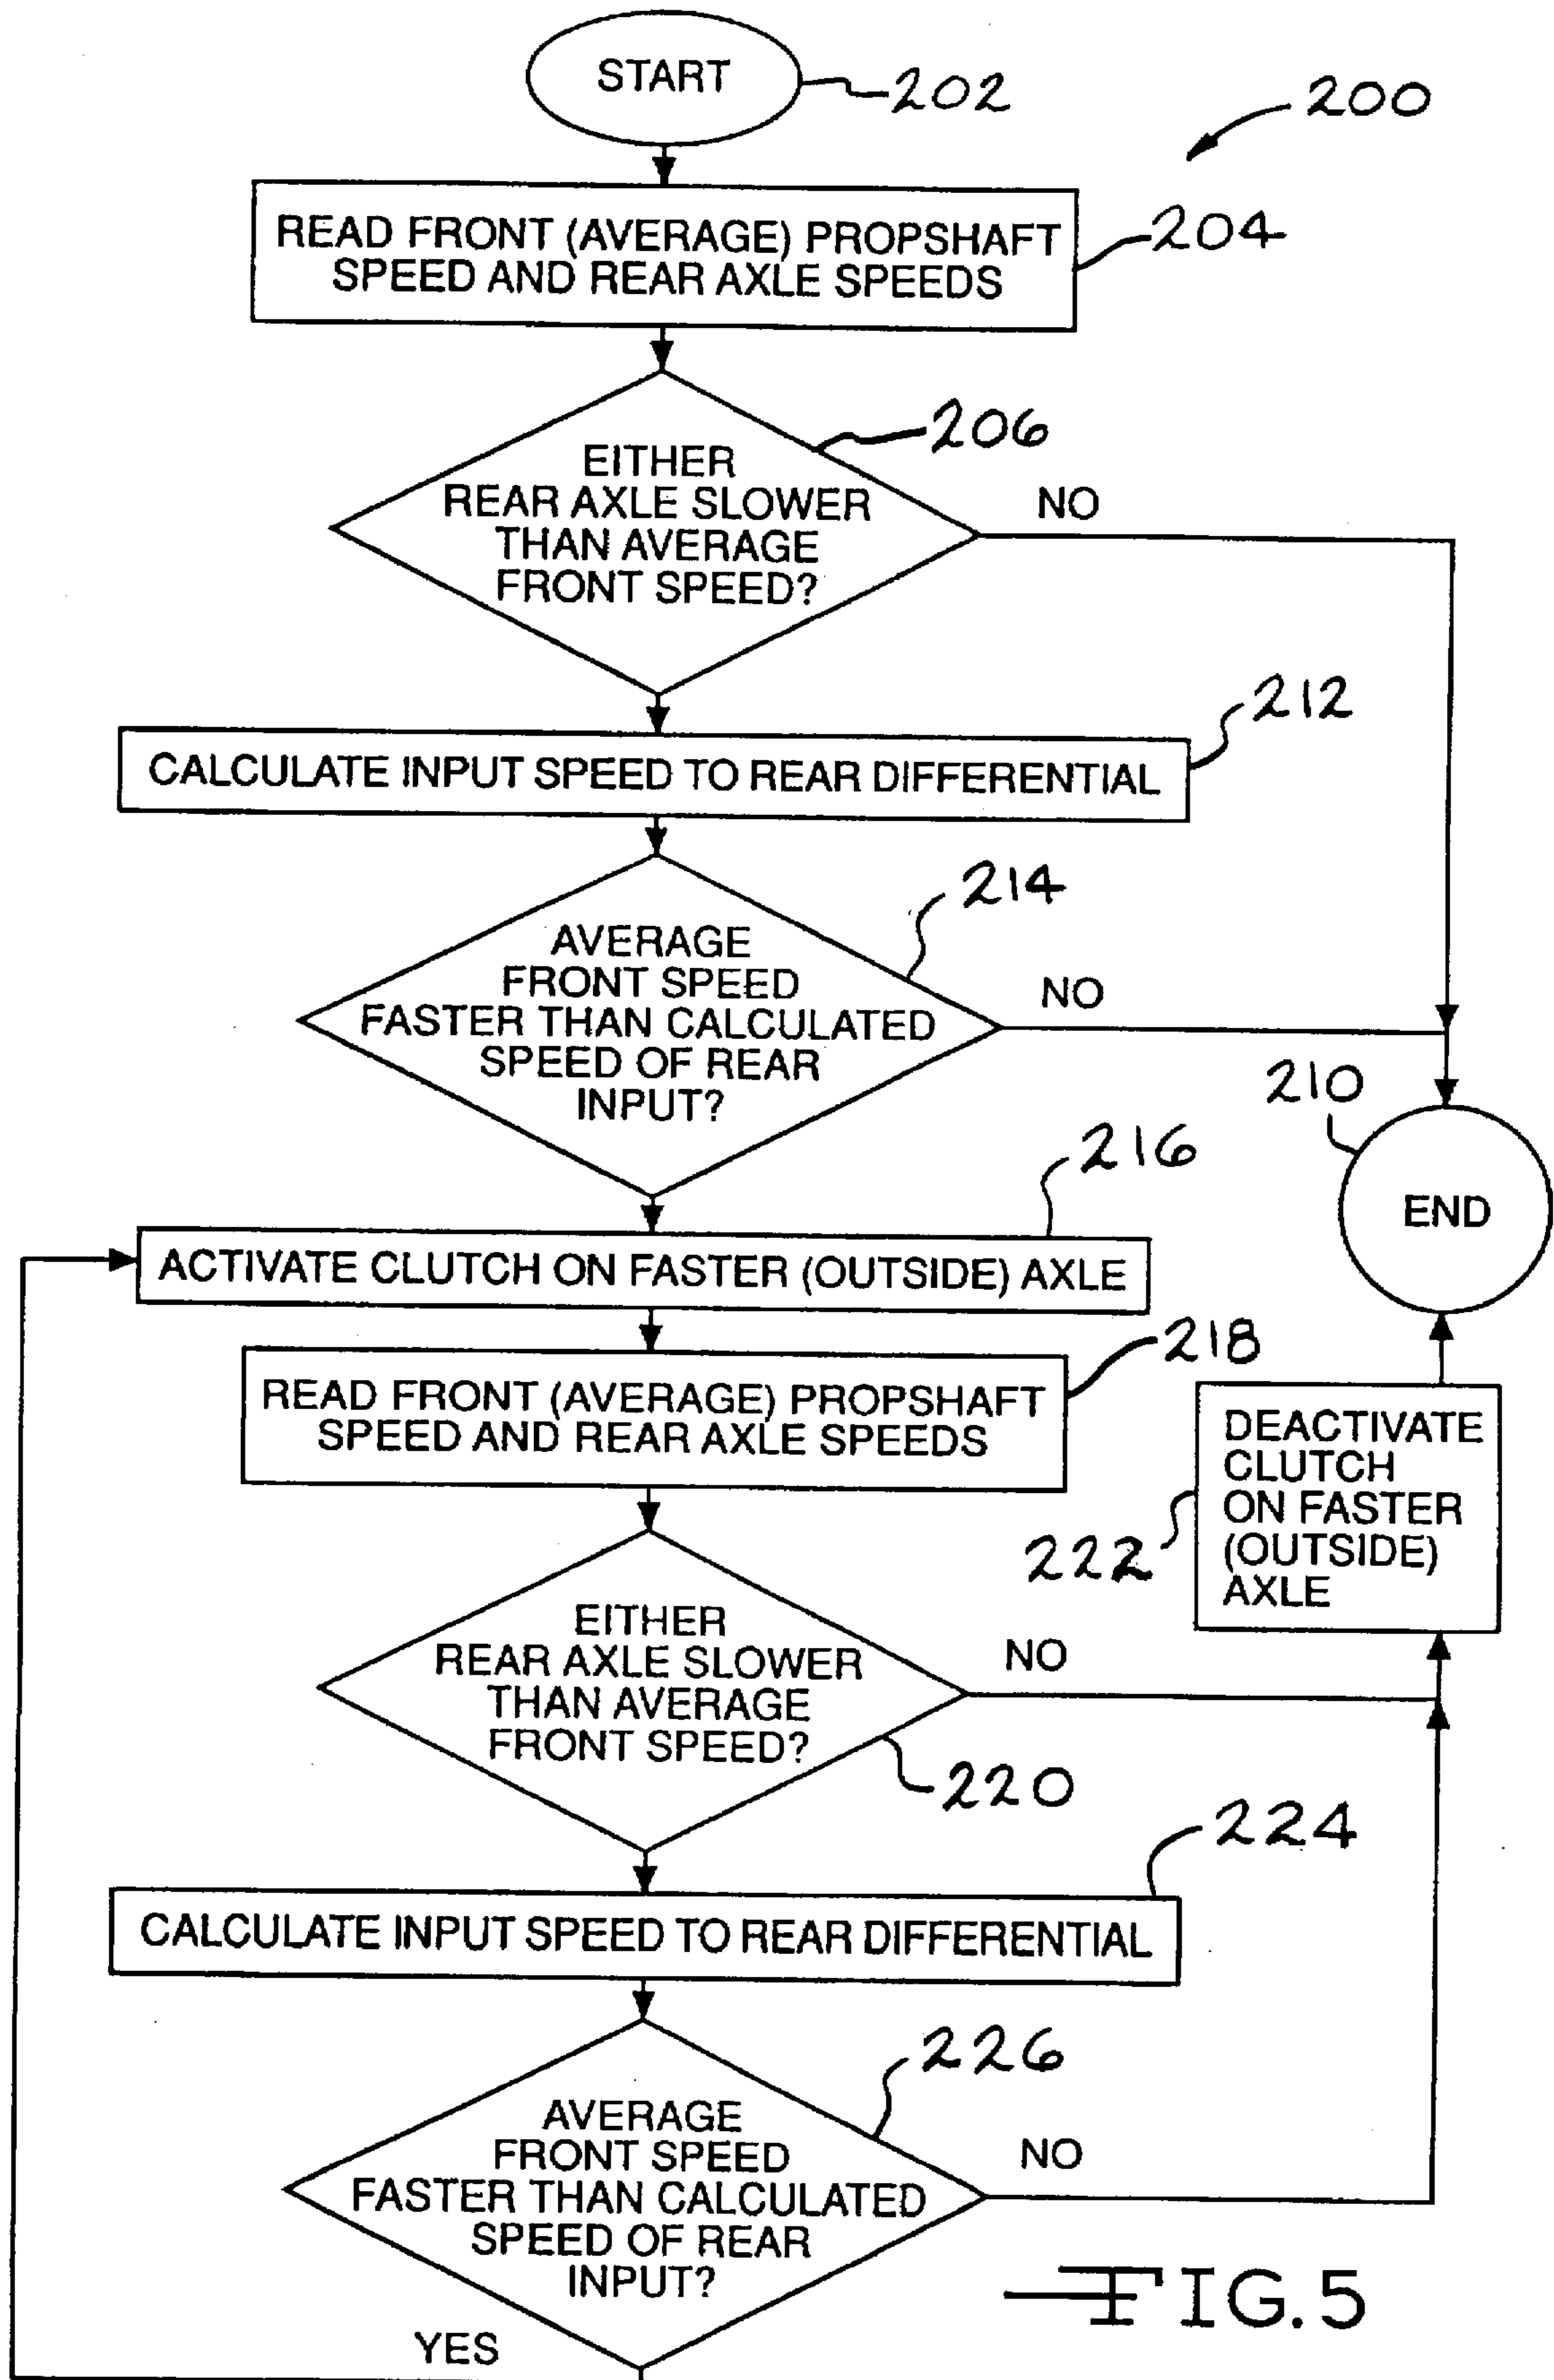 START
202
200
READ FRONT (AVERAGE) PROPSHAFT
SPEED AND REAR AXLE SPEEDS
204
206
EITHER
REAR AXLE SLOWER
THAN AVERAGE
FRONT SPEED?
NO
212
CALCULATE INPUT SPEED TO REAR DIFFERENTIAL
214
AVERAGE
FRONT SPEED
FASTER THAN CALCULATED
SPEED OF REAR
INPUT?
NO
210
END
216
ACTIVATE CLUTCH ON FASTER (OUTSIDE) AXLE
218
READ FRONT (AVERAGE) PROPSHAFT
SPEED AND REAR AXLE SPEEDS
DEACTIVATE
CLUTCH
ON FASTER
(OUTSIDE)
AXLE
222
EITHER
REAR AXLE SLOWER
THAN AVERAGE
FRONT SPEED?
NO
220
224
CALCULATE INPUT SPEED TO REAR DIFFERENTIAL
226
AVERAGE
FRONT SPEED
FASTER THAN CALCULATED
SPEED OF REAR
INPUT?
NO
YES
FIG. 5